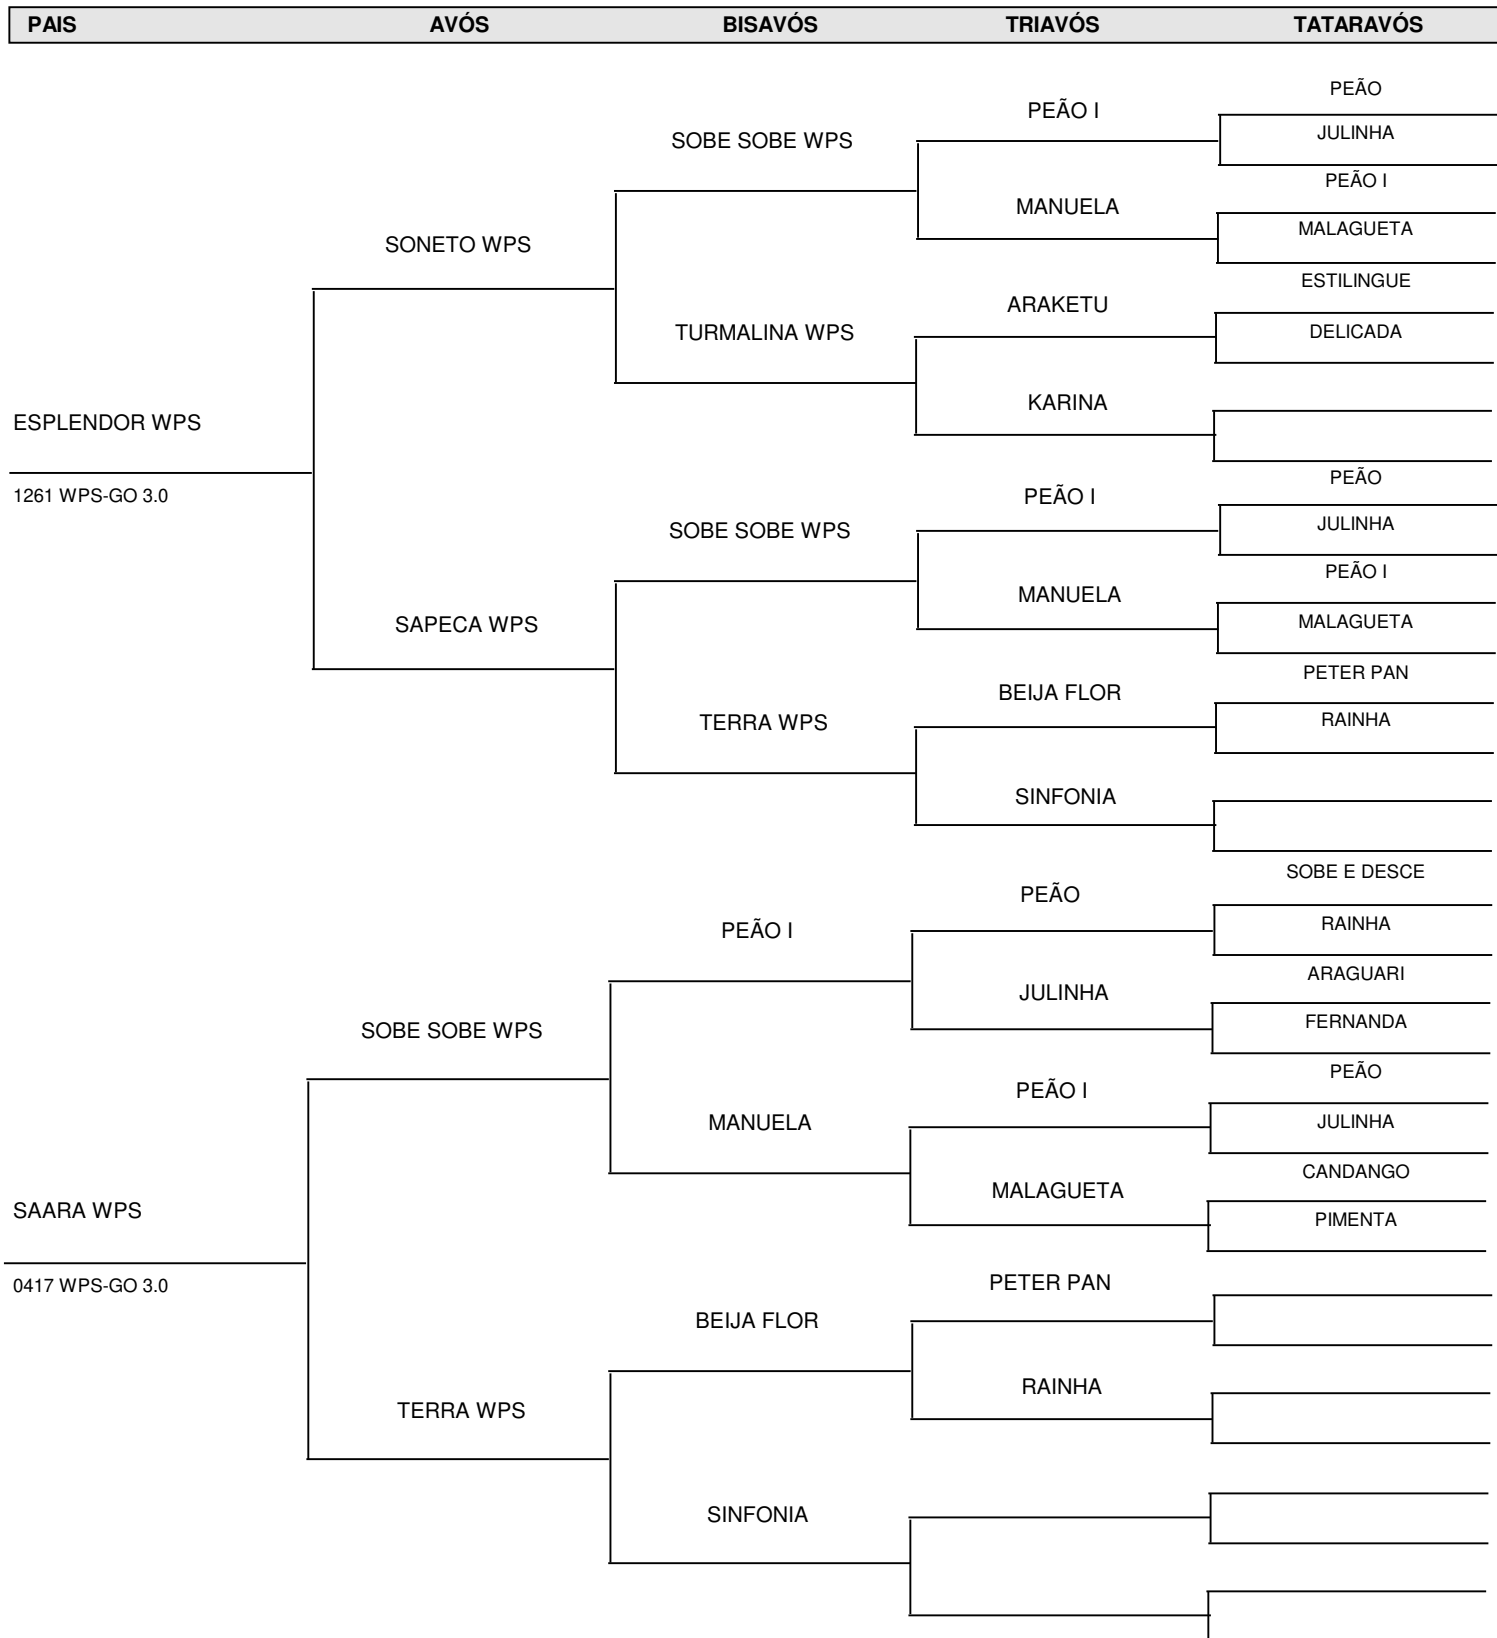 PAIS AVÓS BISAVÓS TRIAVÓS TATARAVÓS
PEÃO
PEÃO I
JULINHA
SOBE SOBE WPS
PEÃO I
MANUELA
MALAGUETA
SONETO WPS
ESTILINGUE
ARAKETU
DELICADA
TURMALINA WPS
KARINA
ESPLENDOR WPS
PEÃO
1261 WPS-GO 3.0
PEÃO I
JULINHA
SOBE SOBE WPS
PEÃO I
MANUELA
MALAGUETA
SAPECA WPS
PETER PAN
BEIJA FLOR
RAINHA
TERRA WPS
SINFONIA
SOBE E DESCE
PEÃO
RAINHA
PEÃO I
ARAGUARI
JULINHA
FERNANDA
SOBE SOBE WPS
PEÃO
PEÃO I
JULINHA
MANUELA
CANDANGO
MALAGUETA
PIMENTA
SAARA WPS
0417 WPS-GO 3.0
PETER PAN
BEIJA FLOR
RAINHA
TERRA WPS
SINFONIA